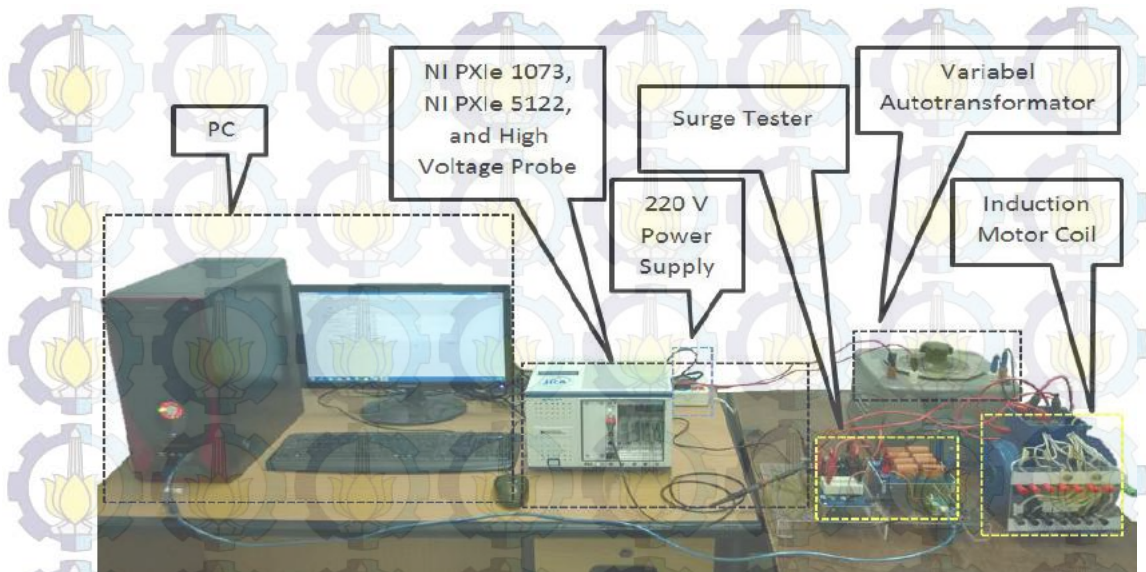 PC
NI PXIe 1073,
NI PXIe 5122,
and High
Voltage Probe
220 V
Power
Supply
Surge Tester
Variabel
Autotransformator
Induction
Motor Coil